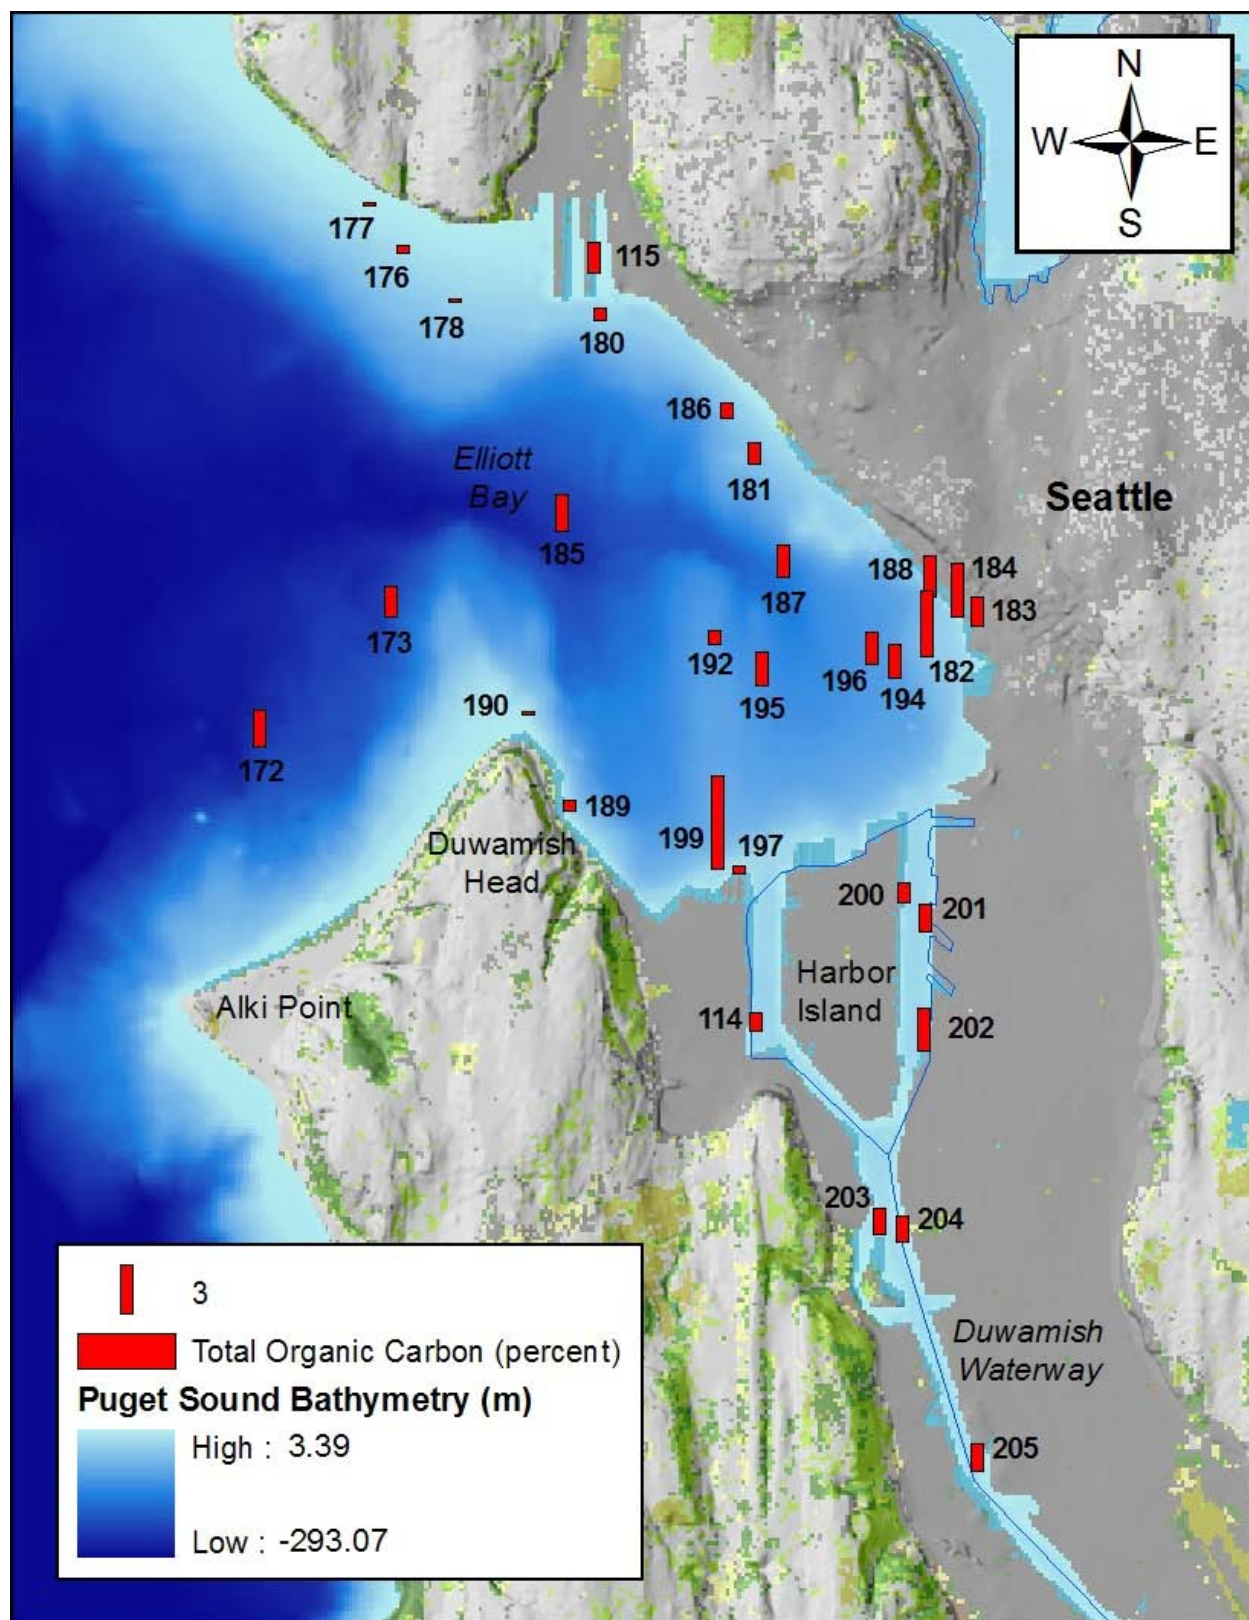 N
W E
S
177
176
115
178
180
186
Elliott
Bay
181
Seattle
185
188
184
187
183
173
192
182
196
194
195
190
172
189
199
197
Duwamish
Head
200
201
Harbor
Island
Alki Point
114
202
203
204
Duwamish
Waterway
205
3
Total Organic Carbon (percent)
Puget Sound Bathymetry (m)
High : 3.39
Low : -293.07